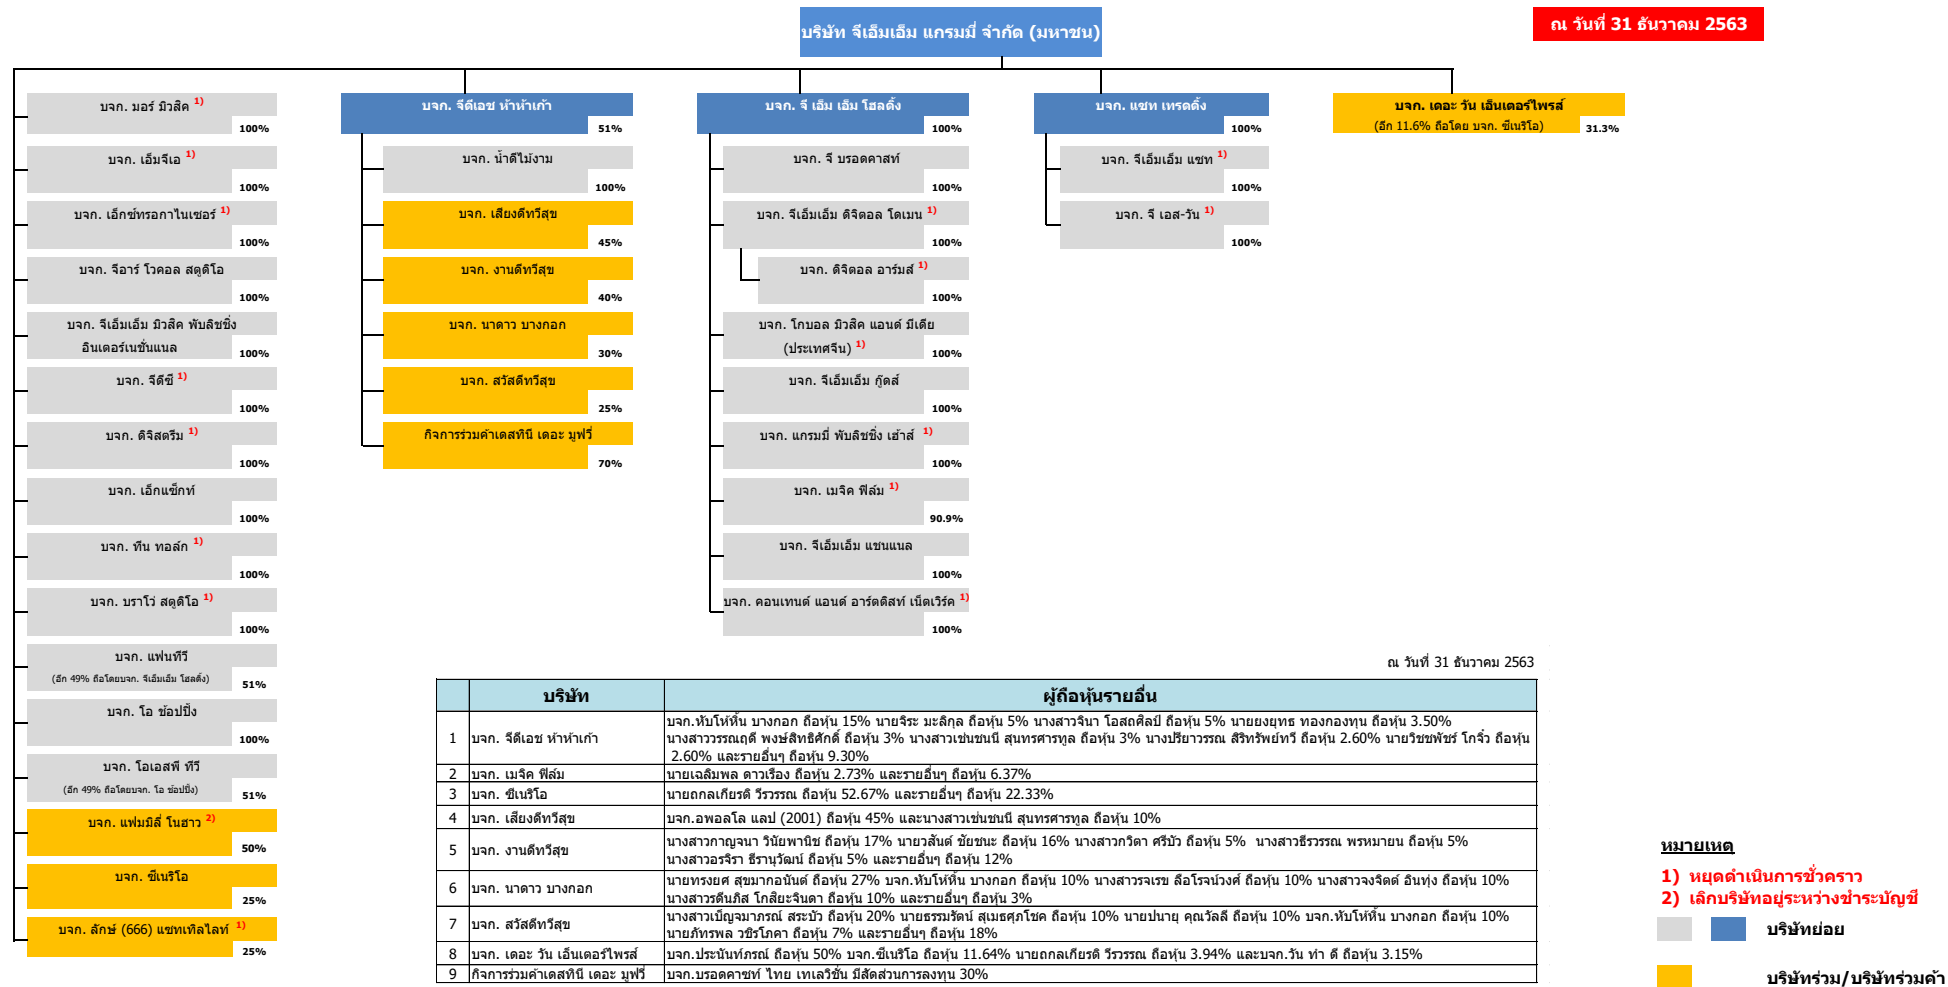 บริษัท จีเอ็มเอ็ม แกรมมี่ จำกัด (มหาชน)
ณ วันที่ 31 ธันวาคม 2563
บจก. มอร์ มิวสิค 1)
100%
บจก. เอ็มจีเอ 1)
100%
บจก. เอ็กซ์ทรอกาไนเซอร์ 1)
100%
บจก. จีอาร์ โวคอล สตูดิโอ
100%
บจก. จีเอ็มเอ็ม มิวสิค พับลิชชิ่ง
อินเตอร์เนชั่นแนล
100%
บจก. จีดีซี 1)
100%
บจก. ดิจิสตรีม 1)
100%
บจก. เอ็กแซ็กท์
100%
บจก. ทีน ทอล์ก 1)
100%
บจก. บราโว่ สตูดิโอ 1)
100%
บจก. แฟนทีวี
(อีก 49% ถือโดยบจก. จีเอ็มเอ็ม โฮลดิ้ง)
51%
บจก. โอ ช้อปปิ้ง
100%
บจก. โอเอสพี ทีวี
(อีก 49% ถือโดยบจก. โอ ช้อปปิ้ง)
51%
บจก. แฟมมิลี่ โนฮาว 2)
50%
บจก. ซีเนริโอ
25%
บจก. ลักษ์ (666) แซทเทิลไลท์ 1)
25%
บจก. จีดีเอช ห้าห้าเก้า
51%
บจก. น้ำดีไม้งาม
100%
บจก. เสียงดีทวีสุข
45%
บจก. งานดีทวีสุข
40%
บจก. นาดาว บางกอก
30%
บจก. สวัสดีทวีสุข
25%
กิจการร่วมค้าเดสทินี เดอะ มูฟวี่
70%
บจก. จี เอ็ม เอ็ม โฮลดิ้ง
100%
บจก. จี บรอดคาสท์
100%
บจก. จีเอ็มเอ็ม ดิจิตอล โดเมน 1)
100%
บจก. ดิจิตอล อาร์มส์ 1)
100%
บจก. โกบอล มิวสิค แอนด์ มีเดีย
(ประเทศจีน) 1)
100%
บจก. จีเอ็มเอ็ม กู๊ดส์
100%
บจก. แกรมมี่ พับลิชชิ่ง เฮ้าส์ 1)
100%
บจก. เมจิค ฟิล์ม 1)
90.9%
บจก. จีเอ็มเอ็ม แชนแนล
100%
บจก. คอนเทนต์ แอนด์ อาร์ตติสท์ เน็ตเวิร์ค 1)
100%
บจก. แซท เทรดดิ้ง
100%
บจก. จีเอ็มเอ็ม แซท 1)
100%
บจก. จี เอส-วัน 1)
100%
บจก. เดอะ วัน เอ็นเตอร์ไพรส์
(อีก 11.6% ถือโดย บจก. ซีเนริโอ)
31.3%
ณ วันที่ 31 ธันวาคม 2563
บริษัท ผู้ถือหุ้นรายอื่น
1 บจก. จีดีเอช ห้าห้าเก้า บจก.หับโห้หิ้น บางกอก ถือหุ้น 15% นายจิระ มะลิกุล ถือหุ้น 5% นางสาวจินา โอสถศิลป์ ถือหุ้น 5% นายยงยุทธ ทองกองทุน ถือหุ้น 3.50%
นางสาววรรณฤดี พงษ์สิทธิศักดิ์ ถือหุ้น 3% นางสาวเช่นชนนี สุนทรศารทูล ถือหุ้น 3% นางปรียาวรรณ สิริทรัพย์ทวี ถือหุ้น 2.60% นายวิชชพัชร์ โกจิ๋ว ถือหุ้น
2.60% และรายอื่นๆ ถือหุ้น 9.30%
2 บจก. เมจิค ฟิล์ม นายเฉลิมพล ดาวเรือง ถือหุ้น 2.73% และรายอื่นๆ ถือหุ้น 6.37%
3 บจก. ซีเนริโอ นายถกลเกียรติ วีรวรรณ ถือหุ้น 52.67% และรายอื่นๆ ถือหุ้น 22.33%
4 บจก. เสียงดีทวีสุข บจก.อพอลโล แลป (2001) ถือหุ้น 45% และนางสาวเช่นชนนี สุนทรศารทูล ถือหุ้น 10%
5 บจก. งานดีทวีสุข นางสาวกาญจนา วินัยพานิช ถือหุ้น 17% นายวสันต์ ชัยชนะ ถือหุ้น 16% นางสาวกวิตา ศรีบัว ถือหุ้น 5% นางสาวธีรวรรณ พรหมายน ถือหุ้น 5%
นางสาวอรจิรา ธีรานุวัฒน์ ถือหุ้น 5% และรายอื่นๆ ถือหุ้น 12%
6 บจก. นาดาว บางกอก นายทรงยศ สุขมากอนันต์ ถือหุ้น 27% บจก.หับโห้หิ้น บางกอก ถือหุ้น 10% นางสาวรจเรข ลือโรจน์วงศ์ ถือหุ้น 10% นางสาวจงจิตต์ อินทุ่ง ถือหุ้น 10%
นางสาวรตีนภิส โกสิยะจินดา ถือหุ้น 10% และรายอื่นๆ ถือหุ้น 3%
7 บจก. สวัสดีทวีสุข นางสาวเบ็ญจมาภรณ์ สระบัว ถือหุ้น 20% นายธรรมรัตน์ สุเมธศุภโชค ถือหุ้น 10% นายปนายุ คุณวัลลี ถือหุ้น 10% บจก.หับโห้หิ้น บางกอก ถือหุ้น 10%
นายภัทรพล วชิรโภคา ถือหุ้น 7% และรายอื่นๆ ถือหุ้น 18%
8 บจก. เดอะ วัน เอ็นเตอร์ไพรส์ บจก.ประนันท์ภรณ์ ถือหุ้น 50% บจก.ซีเนริโอ ถือหุ้น 11.64% นายถกลเกียรติ วีรวรรณ ถือหุ้น 3.94% และบจก.วัน ทำ ดี ถือหุ้น 3.15%
9 กิจการร่วมค้าเดสทินี เดอะ มูฟวี่ บจก.บรอดคาซท์ ไทย เทเลวิชั่น มีสัดส่วนการลงทุน 30%
หมายเหตุ
1) หยุดดำเนินการชั่วคราว
2) เลิกบริษัทอยู่ระหว่างชำระบัญชี
บริษัทย่อย
บริษัทร่วม/บริษัทร่วมค้า